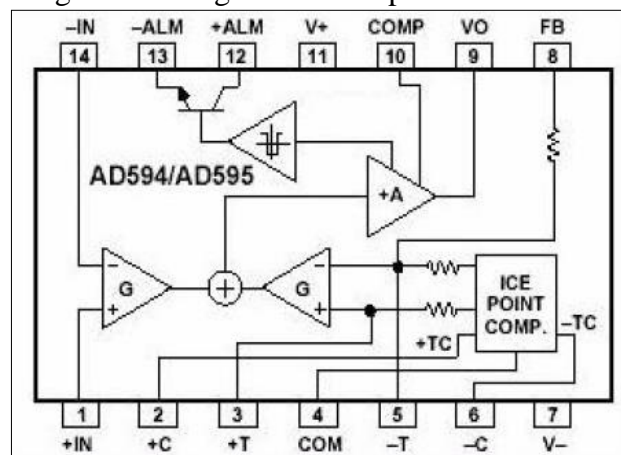 –IN –ALM +ALM V+ COMP VO FB
14 13 12 11 10 9 8
AD594/AD595
+A
– G +
+
– G +
ICE
POINT
COMP.
–TC
+TC
1 2 3 4 5 6 7
+IN +C +T COM –T –C V–